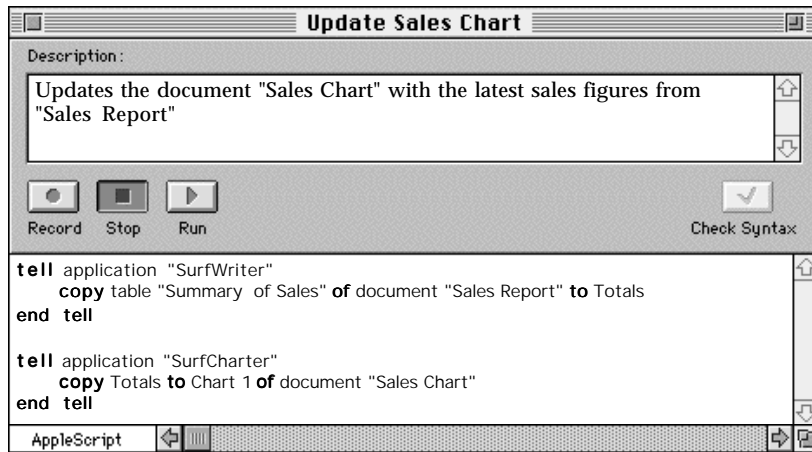 Update Sales Chart
Description:
Updates the document "Sales Chart" with the latest sales figures from
"Sales Report"
Record Stop Run Check Syntax
tell application "SurfWriter"
copy table "Summary of Sales" of document "Sales Report" to Totals
end tell
tell application "SurfCharter"
copy Totals to Chart 1 of document "Sales Chart"
end tell
AppleScript